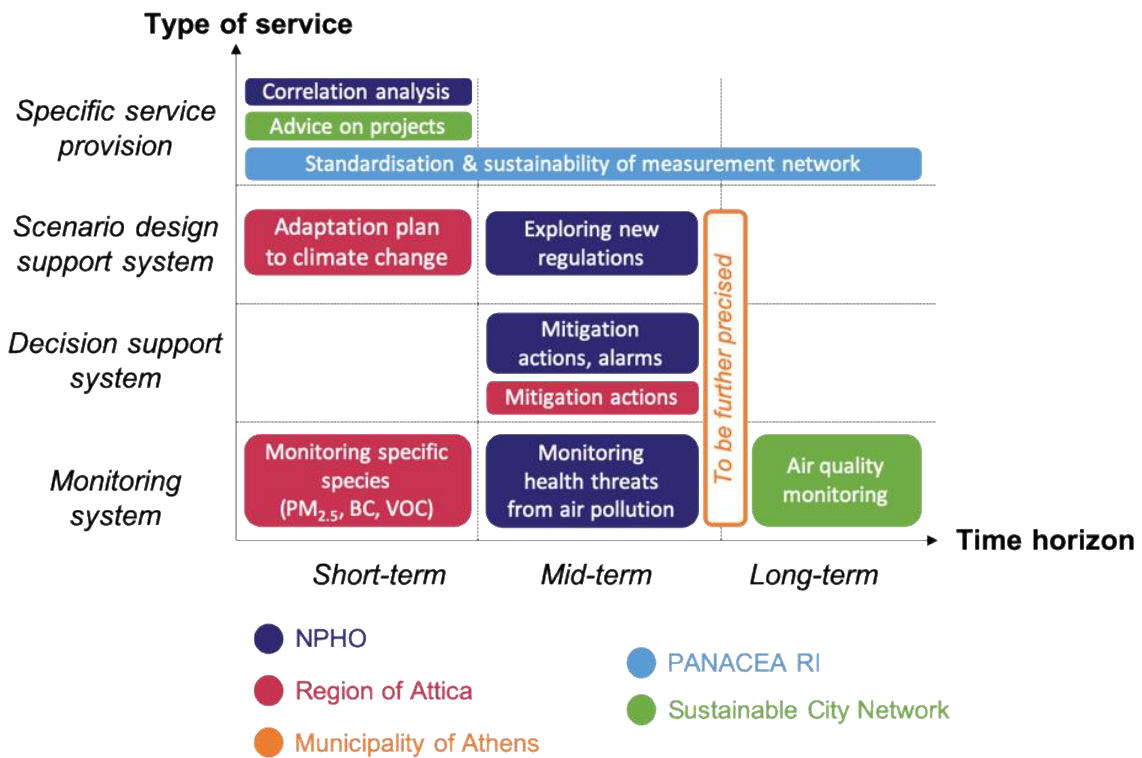 Type of service
Specific service
provision
Correlation analysis
Advice on projects
Standardisation & sustainability of measurement network
Scenario design
support system
Adaptation plan
to climate change
Exploring new
regulations
To be further precised
Decision support
system
Mitigation
actions, alarms
Mitigation actions
Monitoring
system
Monitoring specific
species
(PM2.5, BC, VOC)
Monitoring
health threats
from air pollution
Air quality
monitoring
Time horizon
Short-term
Mid-term
Long-term
NPHO
Region of Attica
Municipality of Athens
PANACEA RI
Sustainable City Network